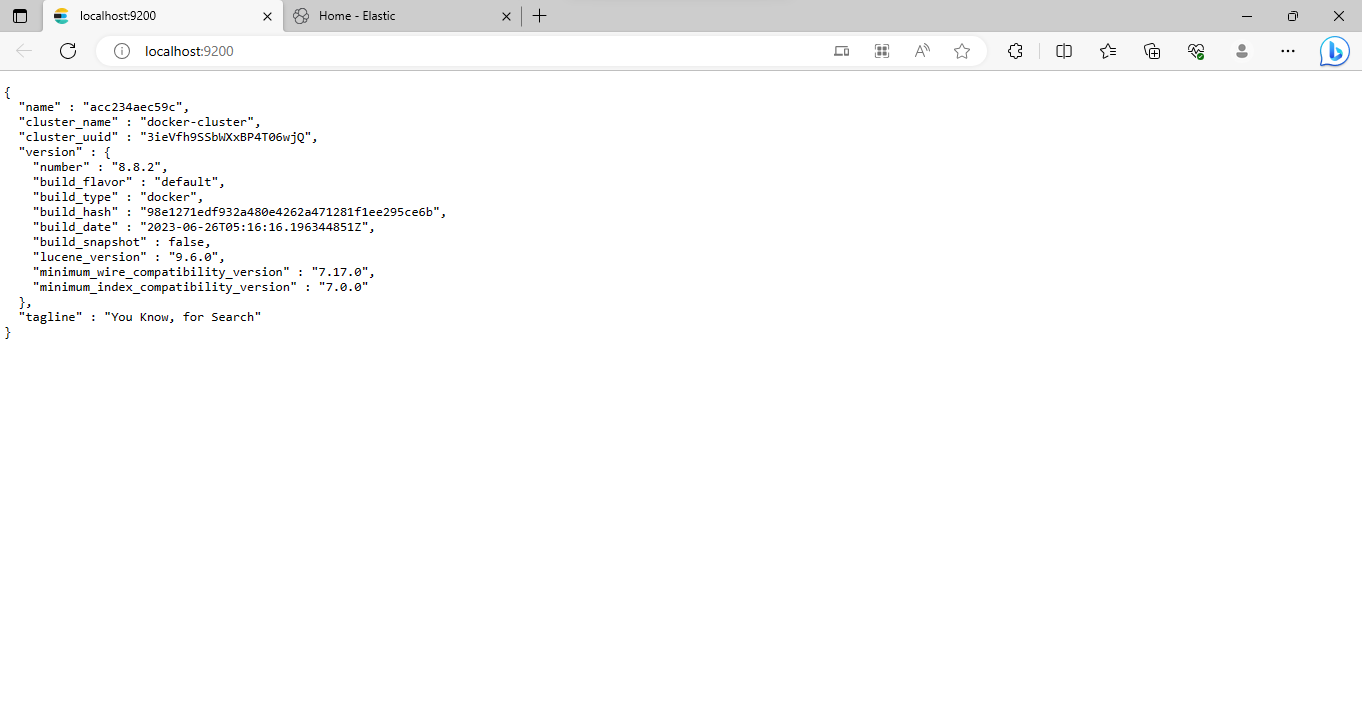 localhost:9200
Home - Elastic
localhost:9200
{
"name" : "acc234aec59c",
"cluster_name" : "docker-cluster",
"cluster_uuid" : "3ieVfh9SSbWXxBP4T06wjQ",
"version" : {
"number" : "8.8.2",
"build_flavor" : "default",
"build_type" : "docker",
"build_hash" : "98e1271edf932a480e4262a471281f1ee295ce6b",
"build_date" : "2023-06-26T05:16:16.196344851Z",
"build_snapshot" : false,
"lucene_version" : "9.6.0",
"minimum_wire_compatibility_version" : "7.17.0",
"minimum_index_compatibility_version" : "7.0.0"
},
"tagline" : "You Know, for Search"
}